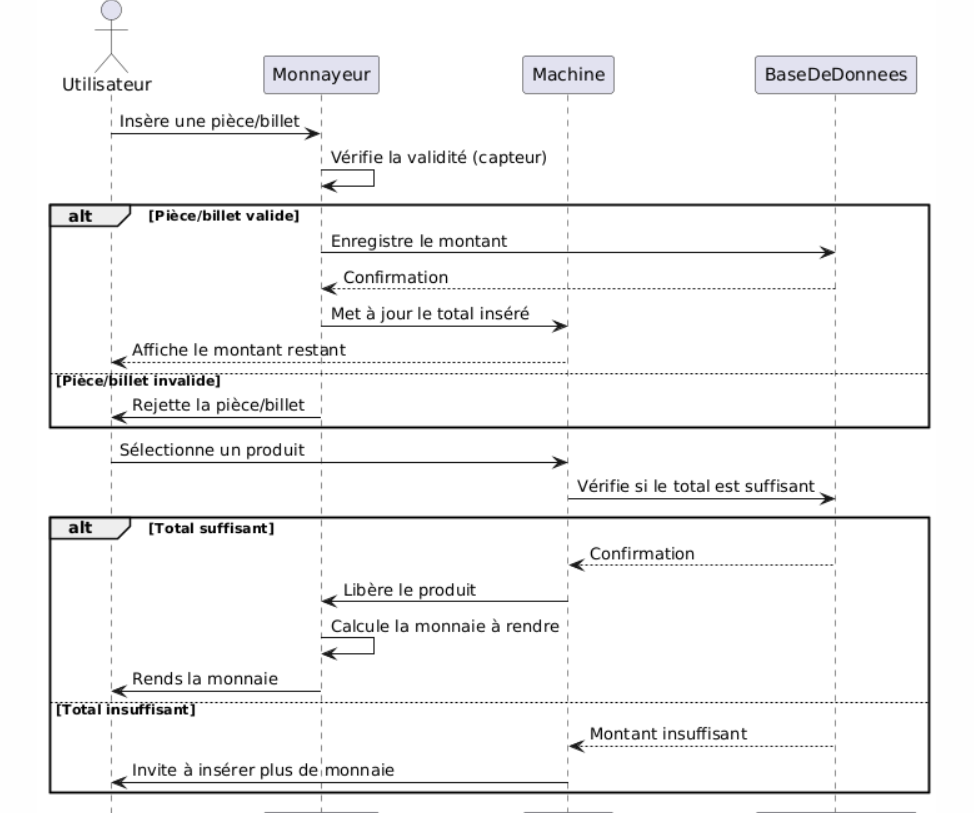 Utilisateur
Monnayeur
Machine
BaseDeDonnees
Insère une pièce/billet
Vérifie la validité (capteur)
alt
[Pièce/billet valide]
Enregistre le montant
Confirmation
Met à jour le total inséré
Affiche le montant restant
[Pièce/billet invalide]
Rejette la pièce/billet
Sélectionne un produit
Vérifie si le total est suffisant
alt
[Total suffisant]
Confirmation
Libère le produit
Calcule la monnaie à rendre
Rends la monnaie
[Total insuffisant]
Montant insuffisant
Invite à insérer plus de monnaie